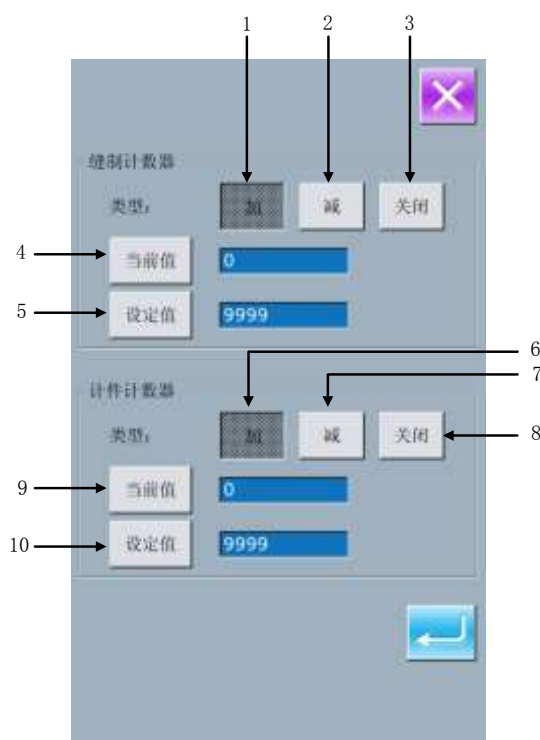 1 2 3
缝制计数器
类型： 加 减 关闭
4 当前值 0
5 设定值 9999
6
7
计件计数器
类型： 加 减 关闭 8
9 当前值 0
10 设定值 9999